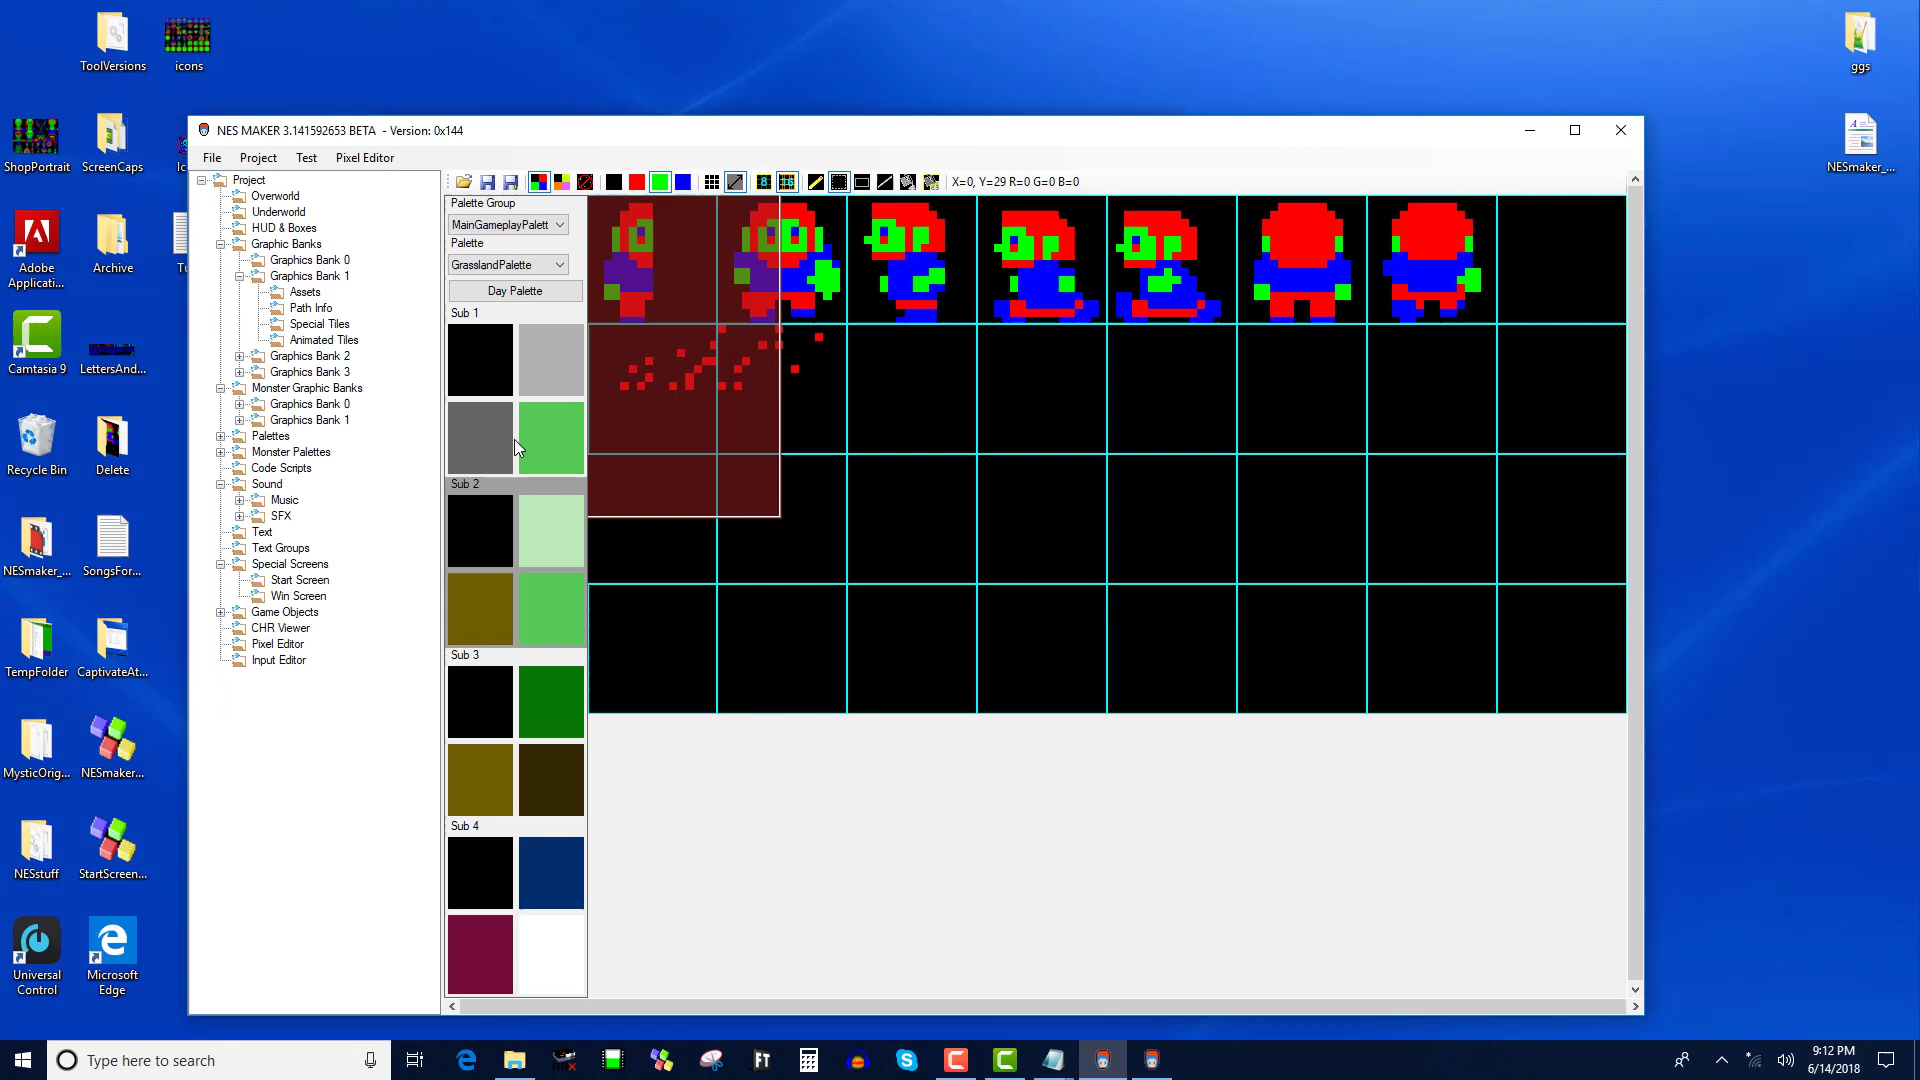 ToolVersions
icons
ggs
ShopPortrait
ScreenCaps
NESmaker_...
Adobe
Applicati...
Archive
Camtasia 9
LettersAnd...
Recycle Bin
Delete
NESmaker_...
SongsFor...
TempFolder
CaptivateAt...
MysticOrig...
NESmaker...
NESstuff
StartScreen...
Universal
Control
Microsoft
Edge
NES MAKER 3.141592653 BETA  - Version: 0x144
File
Project
Test
Pixel Editor
Project
Overworld
Underworld
HUD & Boxes
Graphic Banks
Graphics Bank 0
Graphics Bank 1
Assets
Path Info
Special Tiles
Animated Tiles
Graphics Bank 2
Graphics Bank 3
Monster Graphic Banks
Graphics Bank 0
Graphics Bank 1
Palettes
Monster Palettes
Code Scripts
Sound
Music
SFX
Text
Text Groups
Special Screens
Start Screen
Win Screen
Game Objects
CHR Viewer
Pixel Editor
Input Editor
8
16
X=0, Y=29 R=0 G=0 B=0
Palette Group
MainGameplayPalett
Palette
GrasslandPalette
Day Palette
Sub 1
Sub 2
Sub 3
Sub 4
Type here to search
FT
9:12 PM
6/14/2018